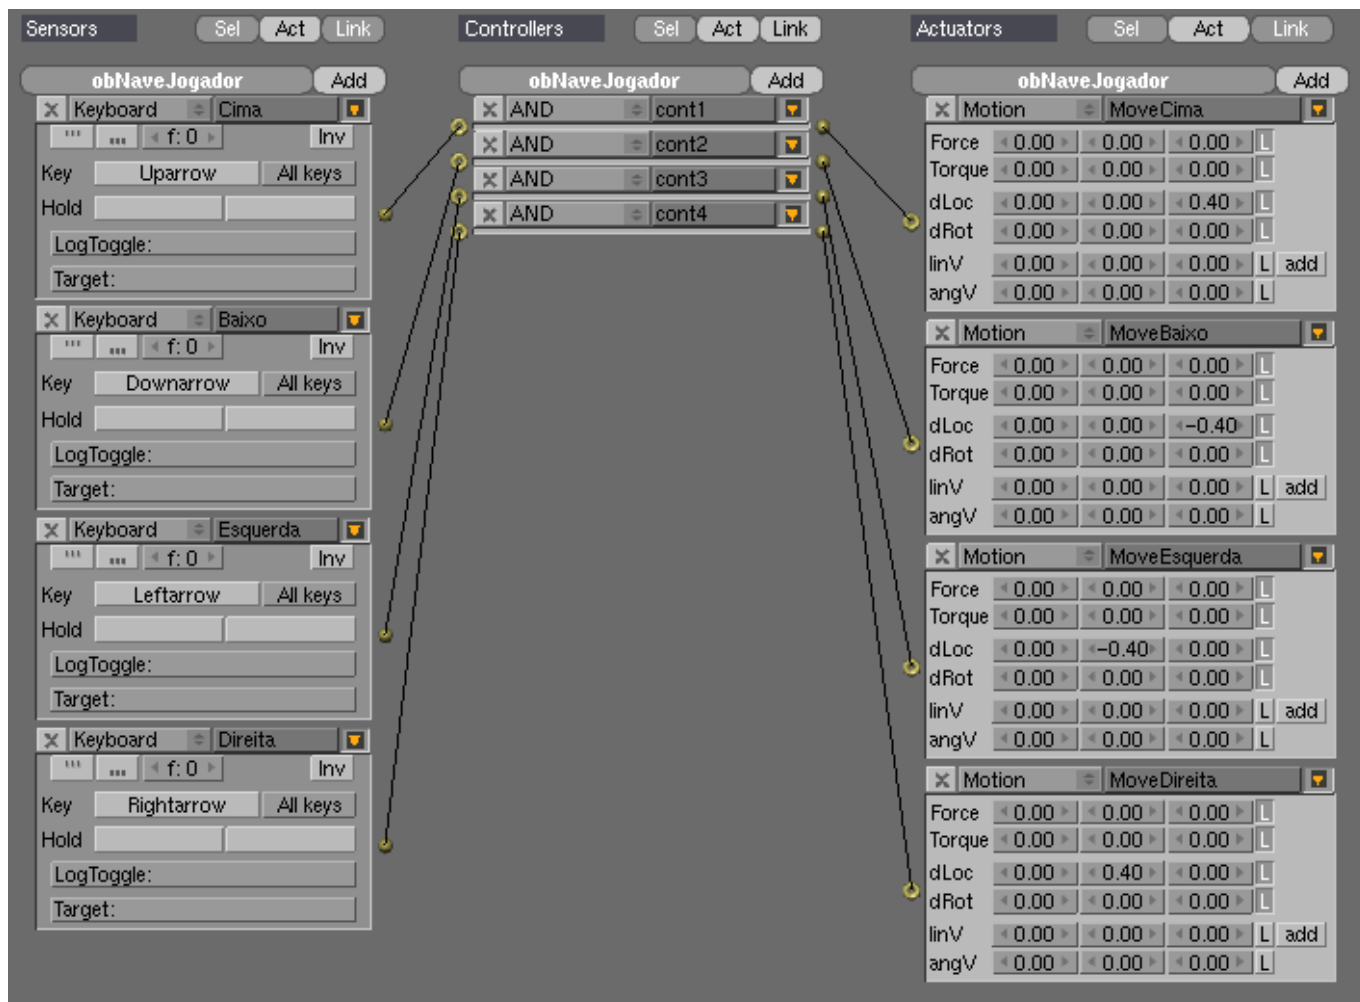 Sensors Sel Act Link
obNaveJogador Add
X Keyboard Cima
f: 0 Inv
Key Uparrow All keys
Hold
LogToggle:
Target:
X Keyboard Baixo
f: 0 Inv
Key Downarrow All keys
Hold
LogToggle:
Target:
X Keyboard Esquerda
f: 0 Inv
Key Leftarrow All keys
Hold
LogToggle:
Target:
X Keyboard Direita
f: 0 Inv
Key Rightarrow All keys
Hold
LogToggle:
Target:
Controllers Sel Act Link
obNaveJogador Add
X AND cont1
X AND cont2
X AND cont3
X AND cont4
Actuators Sel Act Link
obNaveJogador Add
X Motion MoveCima
Force 0.00 0.00 0.00 L
Torque 0.00 0.00 0.00 L
dLoc 0.00 0.00 0.40 L
dRot 0.00 0.00 0.00 L
linV 0.00 0.00 0.00 L add
angV 0.00 0.00 0.00 L
X Motion MoveBaixo
Force 0.00 0.00 0.00 L
Torque 0.00 0.00 0.00 L
dLoc 0.00 0.00 -0.40 L
dRot 0.00 0.00 0.00 L
linV 0.00 0.00 0.00 L add
angV 0.00 0.00 0.00 L
X Motion MoveEsquerda
Force 0.00 0.00 0.00 L
Torque 0.00 0.00 0.00 L
dLoc 0.00 -0.40 0.00 L
dRot 0.00 0.00 0.00 L
linV 0.00 0.00 0.00 L add
angV 0.00 0.00 0.00 L
X Motion MoveDireita
Force 0.00 0.00 0.00 L
Torque 0.00 0.00 0.00 L
dLoc 0.00 0.40 0.00 L
dRot 0.00 0.00 0.00 L
linV 0.00 0.00 0.00 L add
angV 0.00 0.00 0.00 L